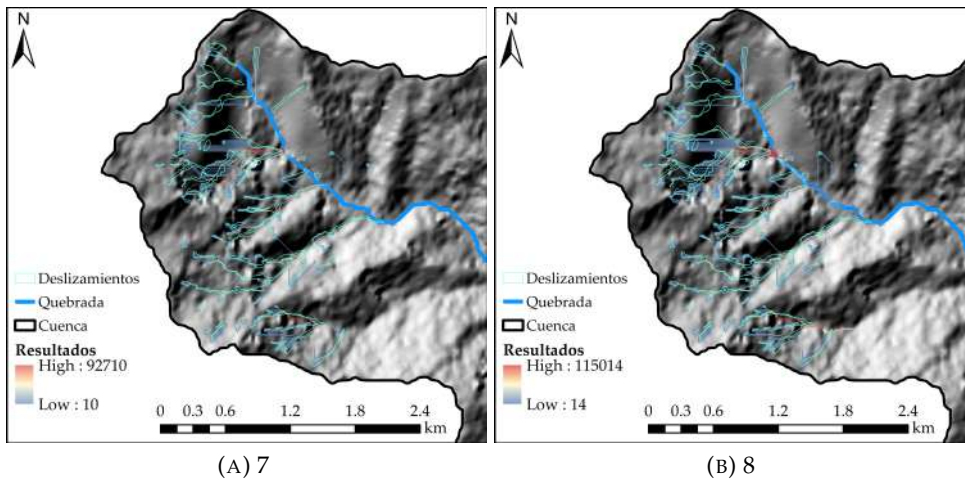 N
Deslizamientos
Quebrada
Cuenca
Resultados
High : 92710
Low : 10
0 0.3 0.6 1.2 1.8 2.4
km
(A) 7
N
Deslizamientos
Quebrada
Cuenca
Resultados
High : 115014
Low : 14
0 0.3 0.6 1.2 1.8 2.4
km
(B) 8